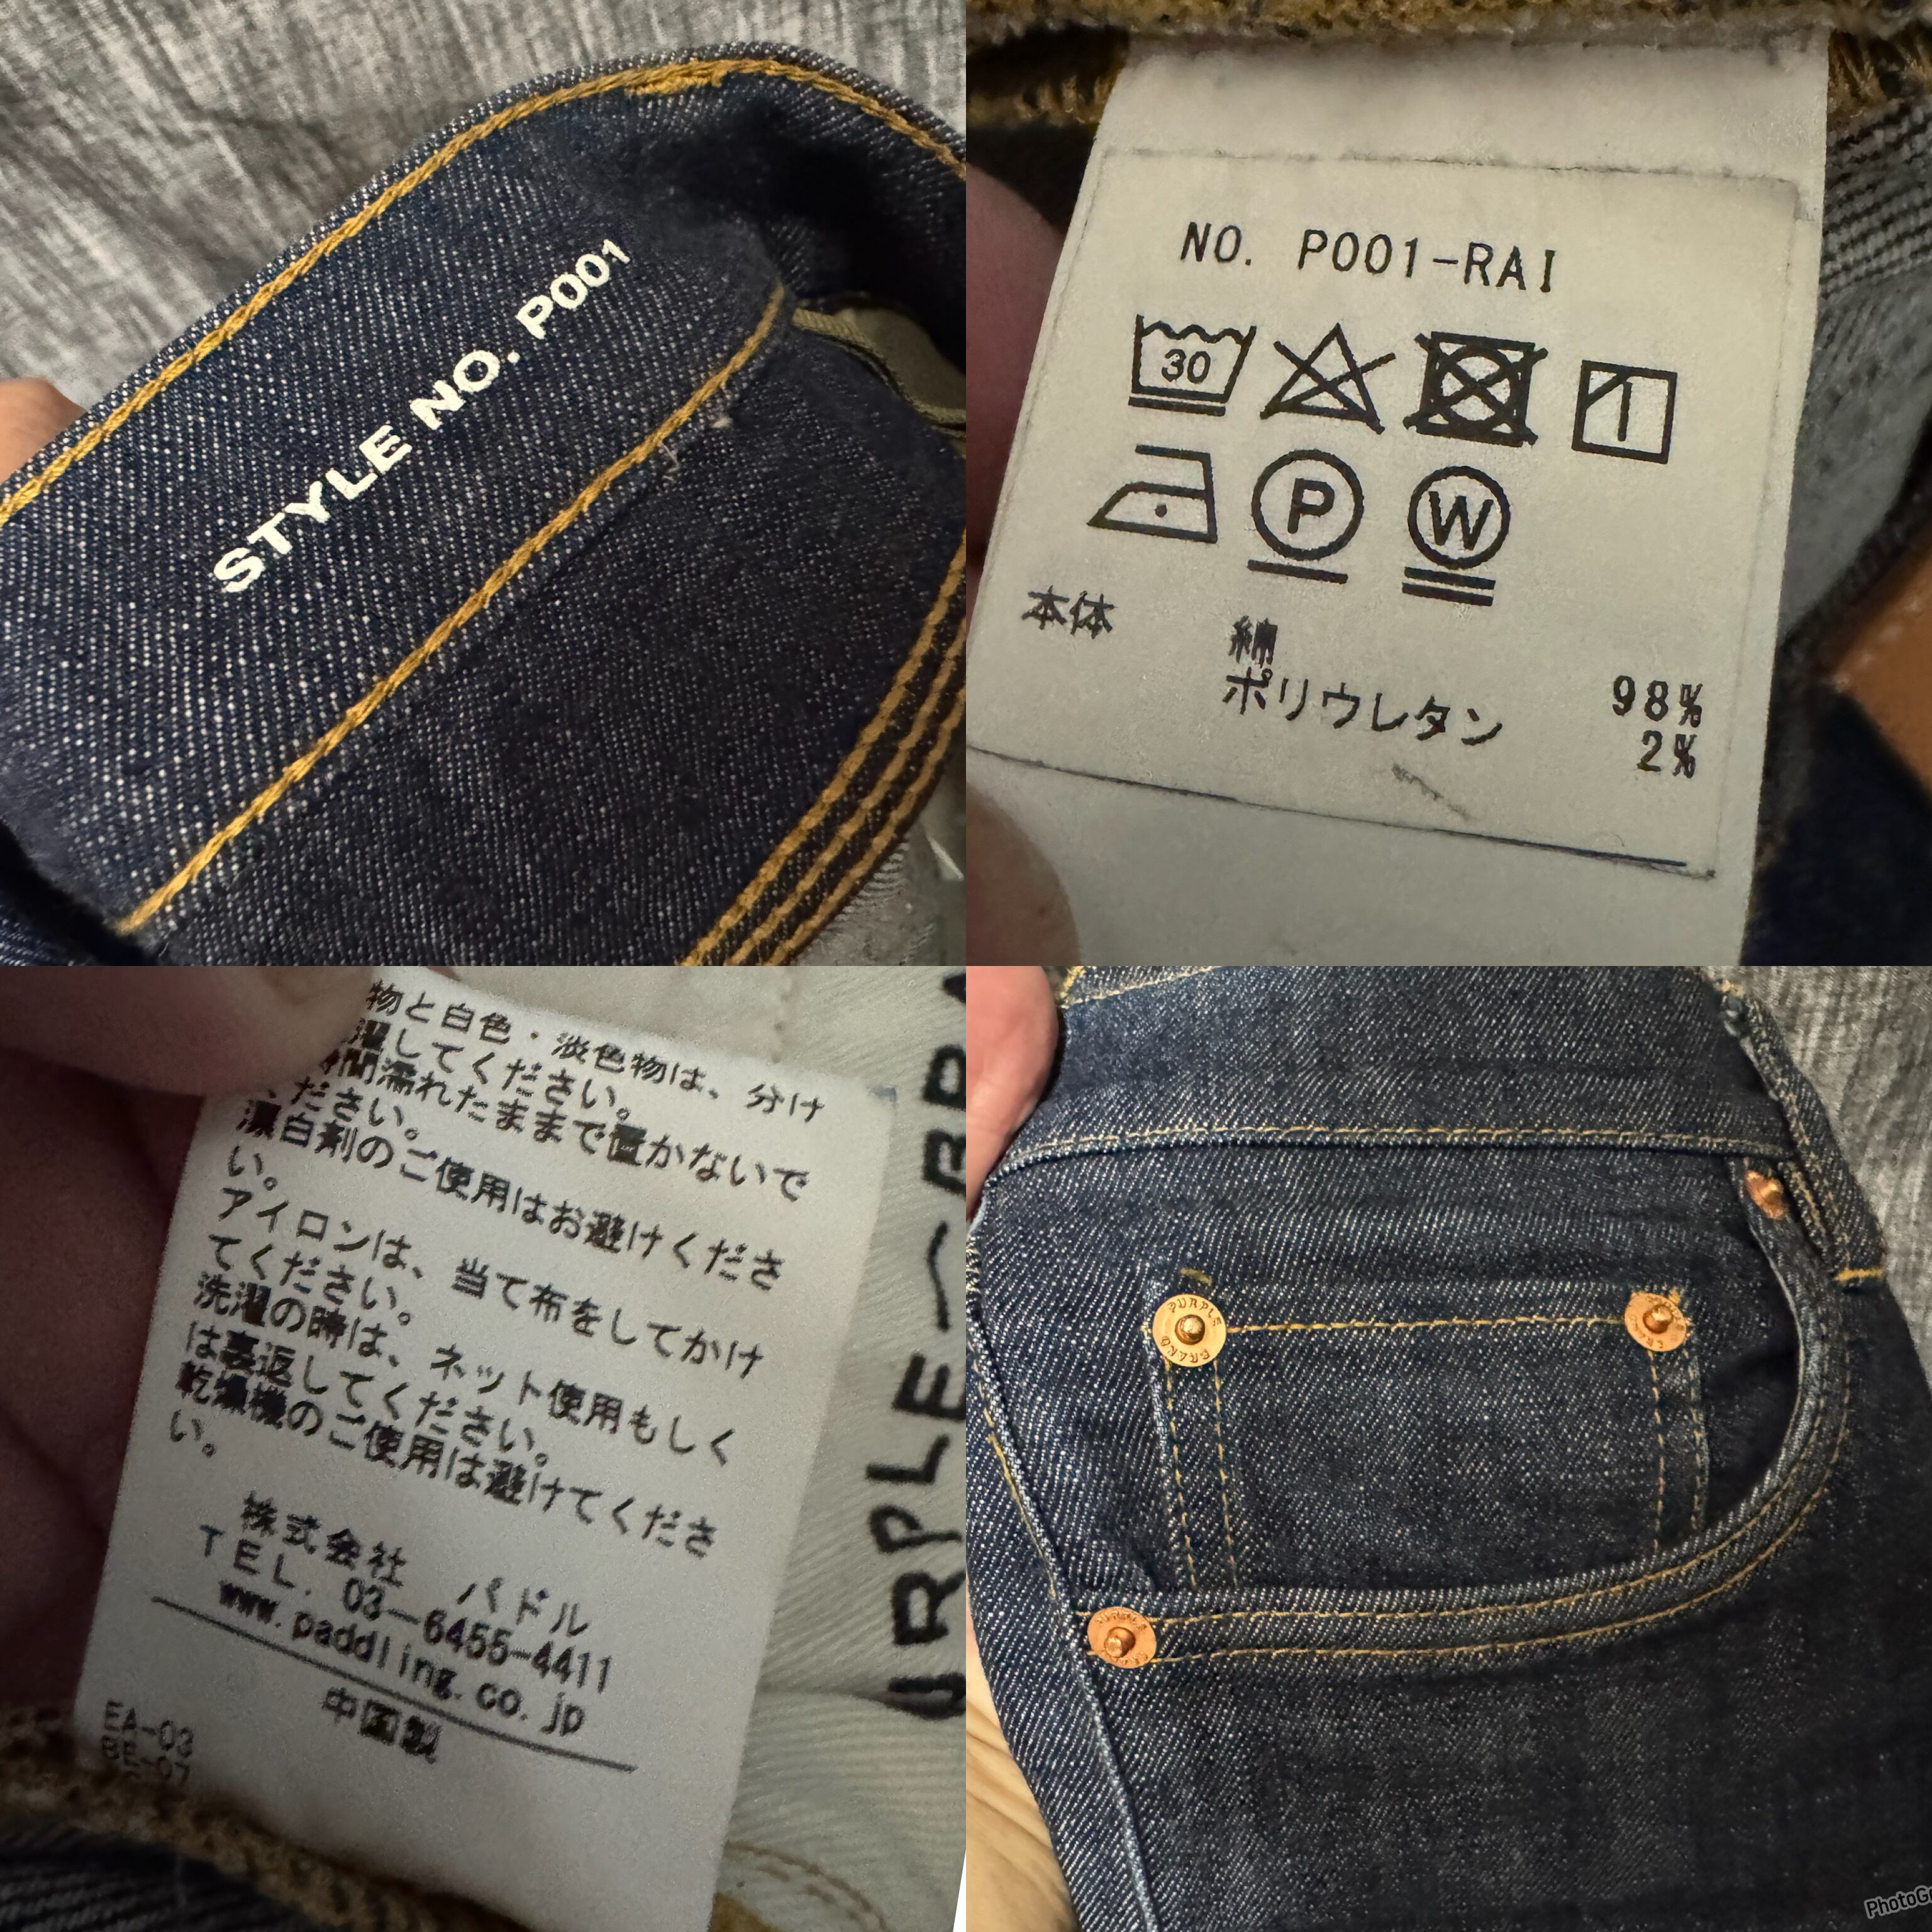 STYLE NO. P001
NO. P001-RAI
30
P
W
本体
綿
ポリウレタン
98%
2%
物と白色・淡色物は、分け
濯してください。
時間濡れたままで置かないで
ください。
漂白剤のご使用はお避けくださ
い。
アイロンは、当て布をしてかけ
てください。
洗濯の時は、ネット使用もしく
は裏返してください。
乾燥機のご使用は避けてくださ
い。
株式会社 パドル
TEL. 03-6455-4411
www.paddling.co.jp
中国製
EA-03
URPLE-BR
PURPLE
BRAND